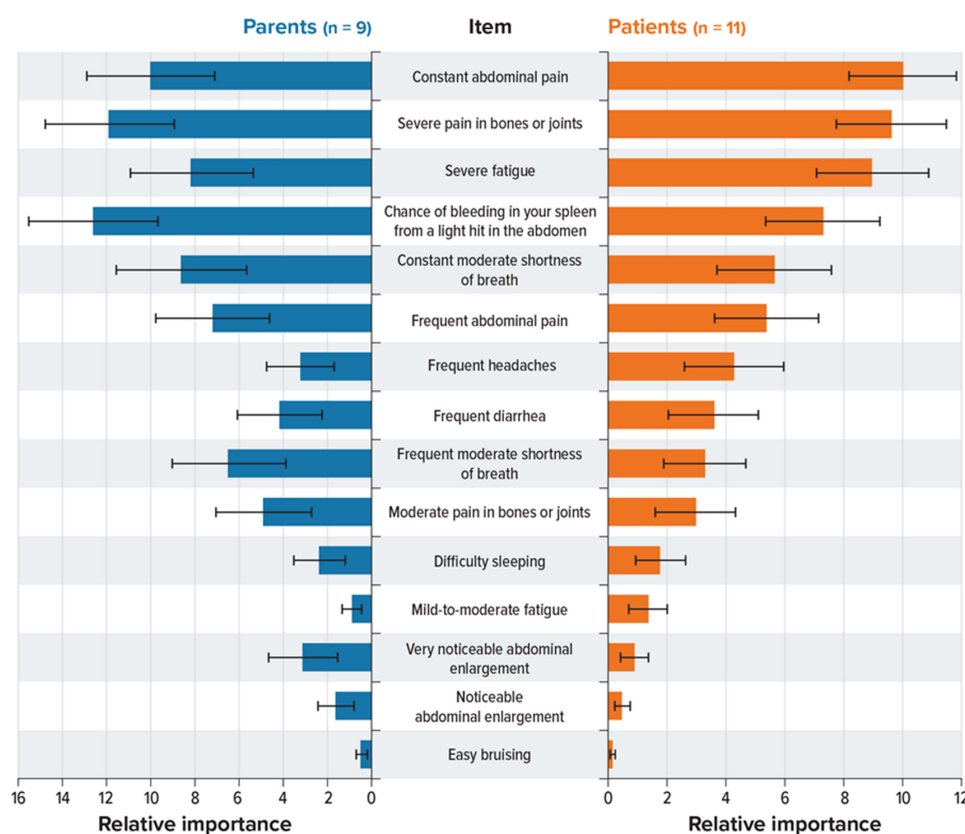 Parents (n = 9) Item Patients (n = 11)
Constant abdominal pain
Severe pain in bones or joints
Severe fatigue
Chance of bleeding in your spleen
from a light hit in the abdomen
Constant moderate shortness
of breath
Frequent abdominal pain
Frequent headaches
Frequent diarrhea
Frequent moderate shortness
of breath
Moderate pain in bones or joints
Difficulty sleeping
Mild-to-moderate fatigue
Very noticeable abdominal
enlargement
Noticeable
abdominal enlargement
Easy bruising
16 14 12 10 8 6 4 2 0 0 2 4 6 8 10 12
Relative importance Relative importance